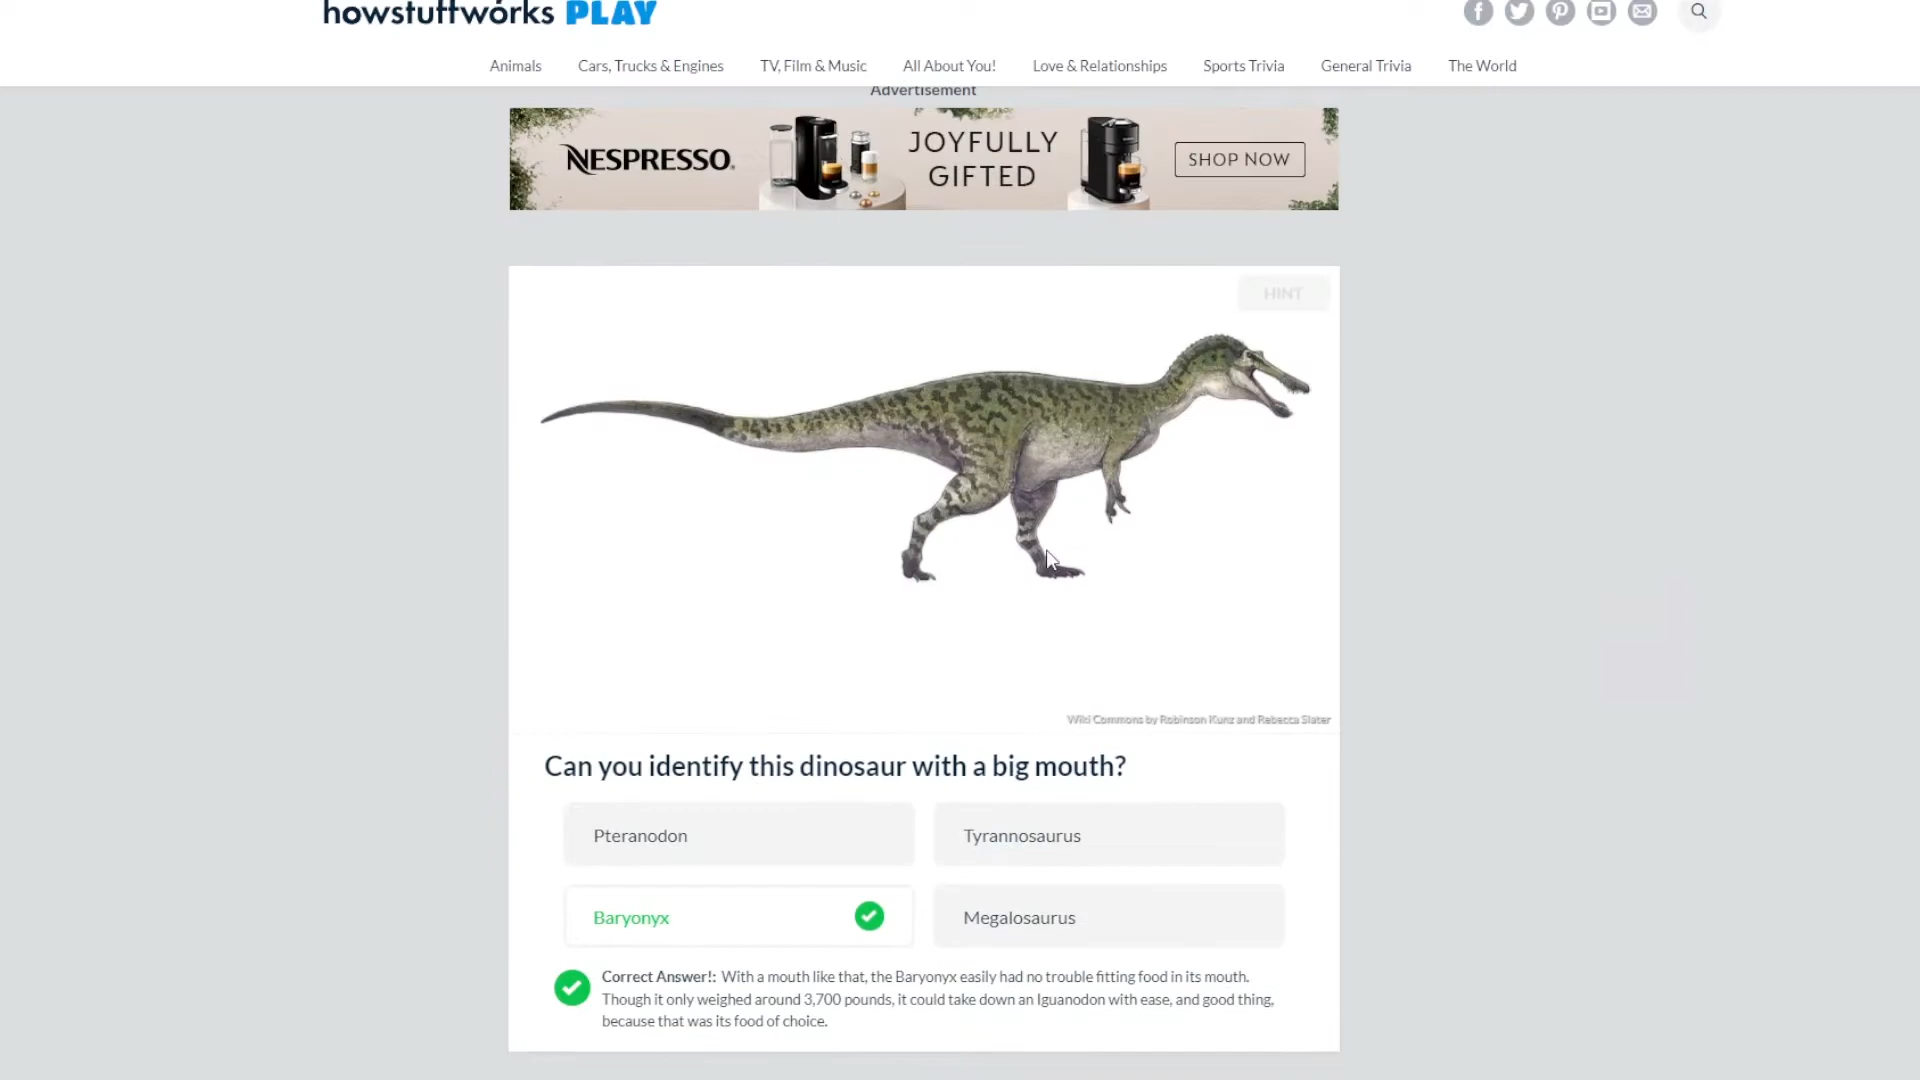 howstuffworks PLAY
Animals Cars, Trucks & Engines TV, Film & Music All About You! Love & Relationships Sports Trivia General Trivia The World
Advertisement
NESPRESSO.
JOYFULLY
GIFTED
SHOP NOW
HINT
Wiki Commons by Robinson Kunz and Rebecca Slater
Can you identify this dinosaur with a big mouth?
Pteranodon
Tyrannosaurus
Baryonyx
Megalosaurus
Correct Answer!: With a mouth like that, the Baryonyx easily had no trouble fitting food in its mouth.
Though it only weighed around 3,700 pounds, it could take down an Iguanodon with ease, and good thing,
because that was its food of choice.